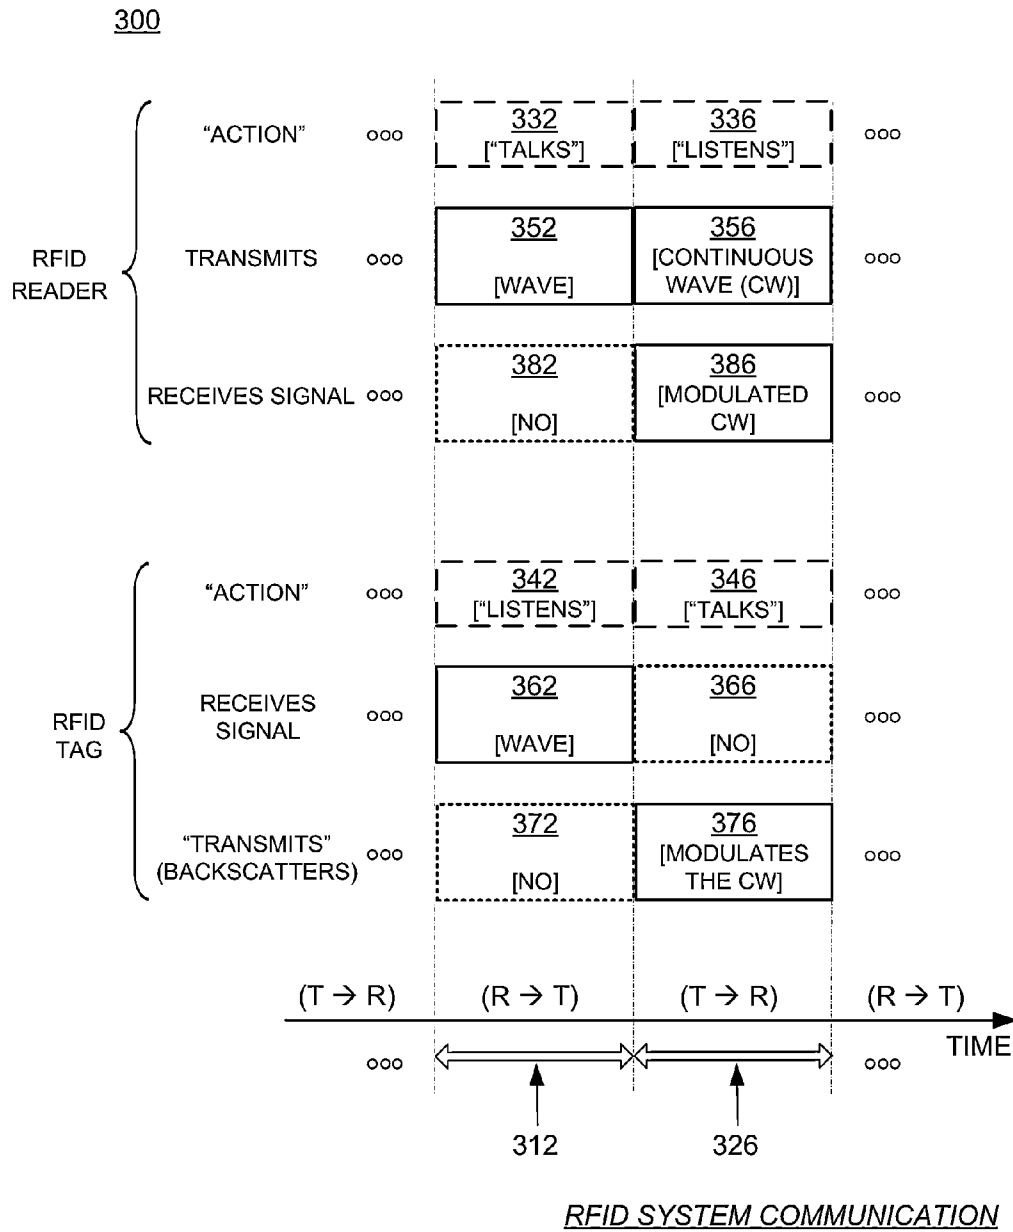 300
"ACTION" ooo 332 336 ooo
["TALKS"] ["LISTENS"]
352 356
RFID
READER
TRANSMITS ooo [CONTINUOUS ooo
[WAVE] WAVE (CW)]
382 386
RECEIVES SIGNAL ooo [MODULATED ooo
[NO] CW]
"ACTION" ooo 342 346 ooo
["LISTENS"] ["TALKS"]
362 366
RECEIVES
SIGNAL ooo ooo
[WAVE] [NO]
RFID
TAG
372 376
"TRANSMITS"
(BACKSCATTERS) ooo [MODULATES ooo
[NO] THE CW]
(T → R) (R → T) (T → R) (R → T)
TIME
ooo ooo
312 326
RFID SYSTEM COMMUNICATION